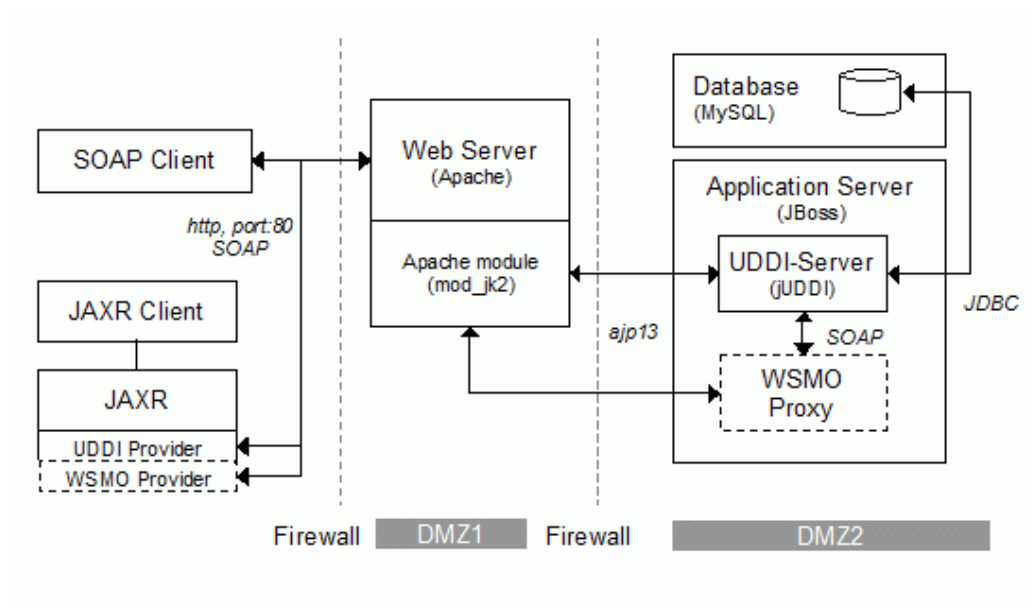 SOAP Client
http, port:80
SOAP
JAXR Client
JAXR
UDDI Provider
WSMO Provider
Web Server
(Apache)
Apache module
(mod_jk2)
ajp13
Database
(MySQL)
Application Server
(JBoss)
UDDI-Server
(jUDDI)
JDBC
SOAP
WSMO
Proxy
Firewall
DMZ1
Firewall
DMZ2